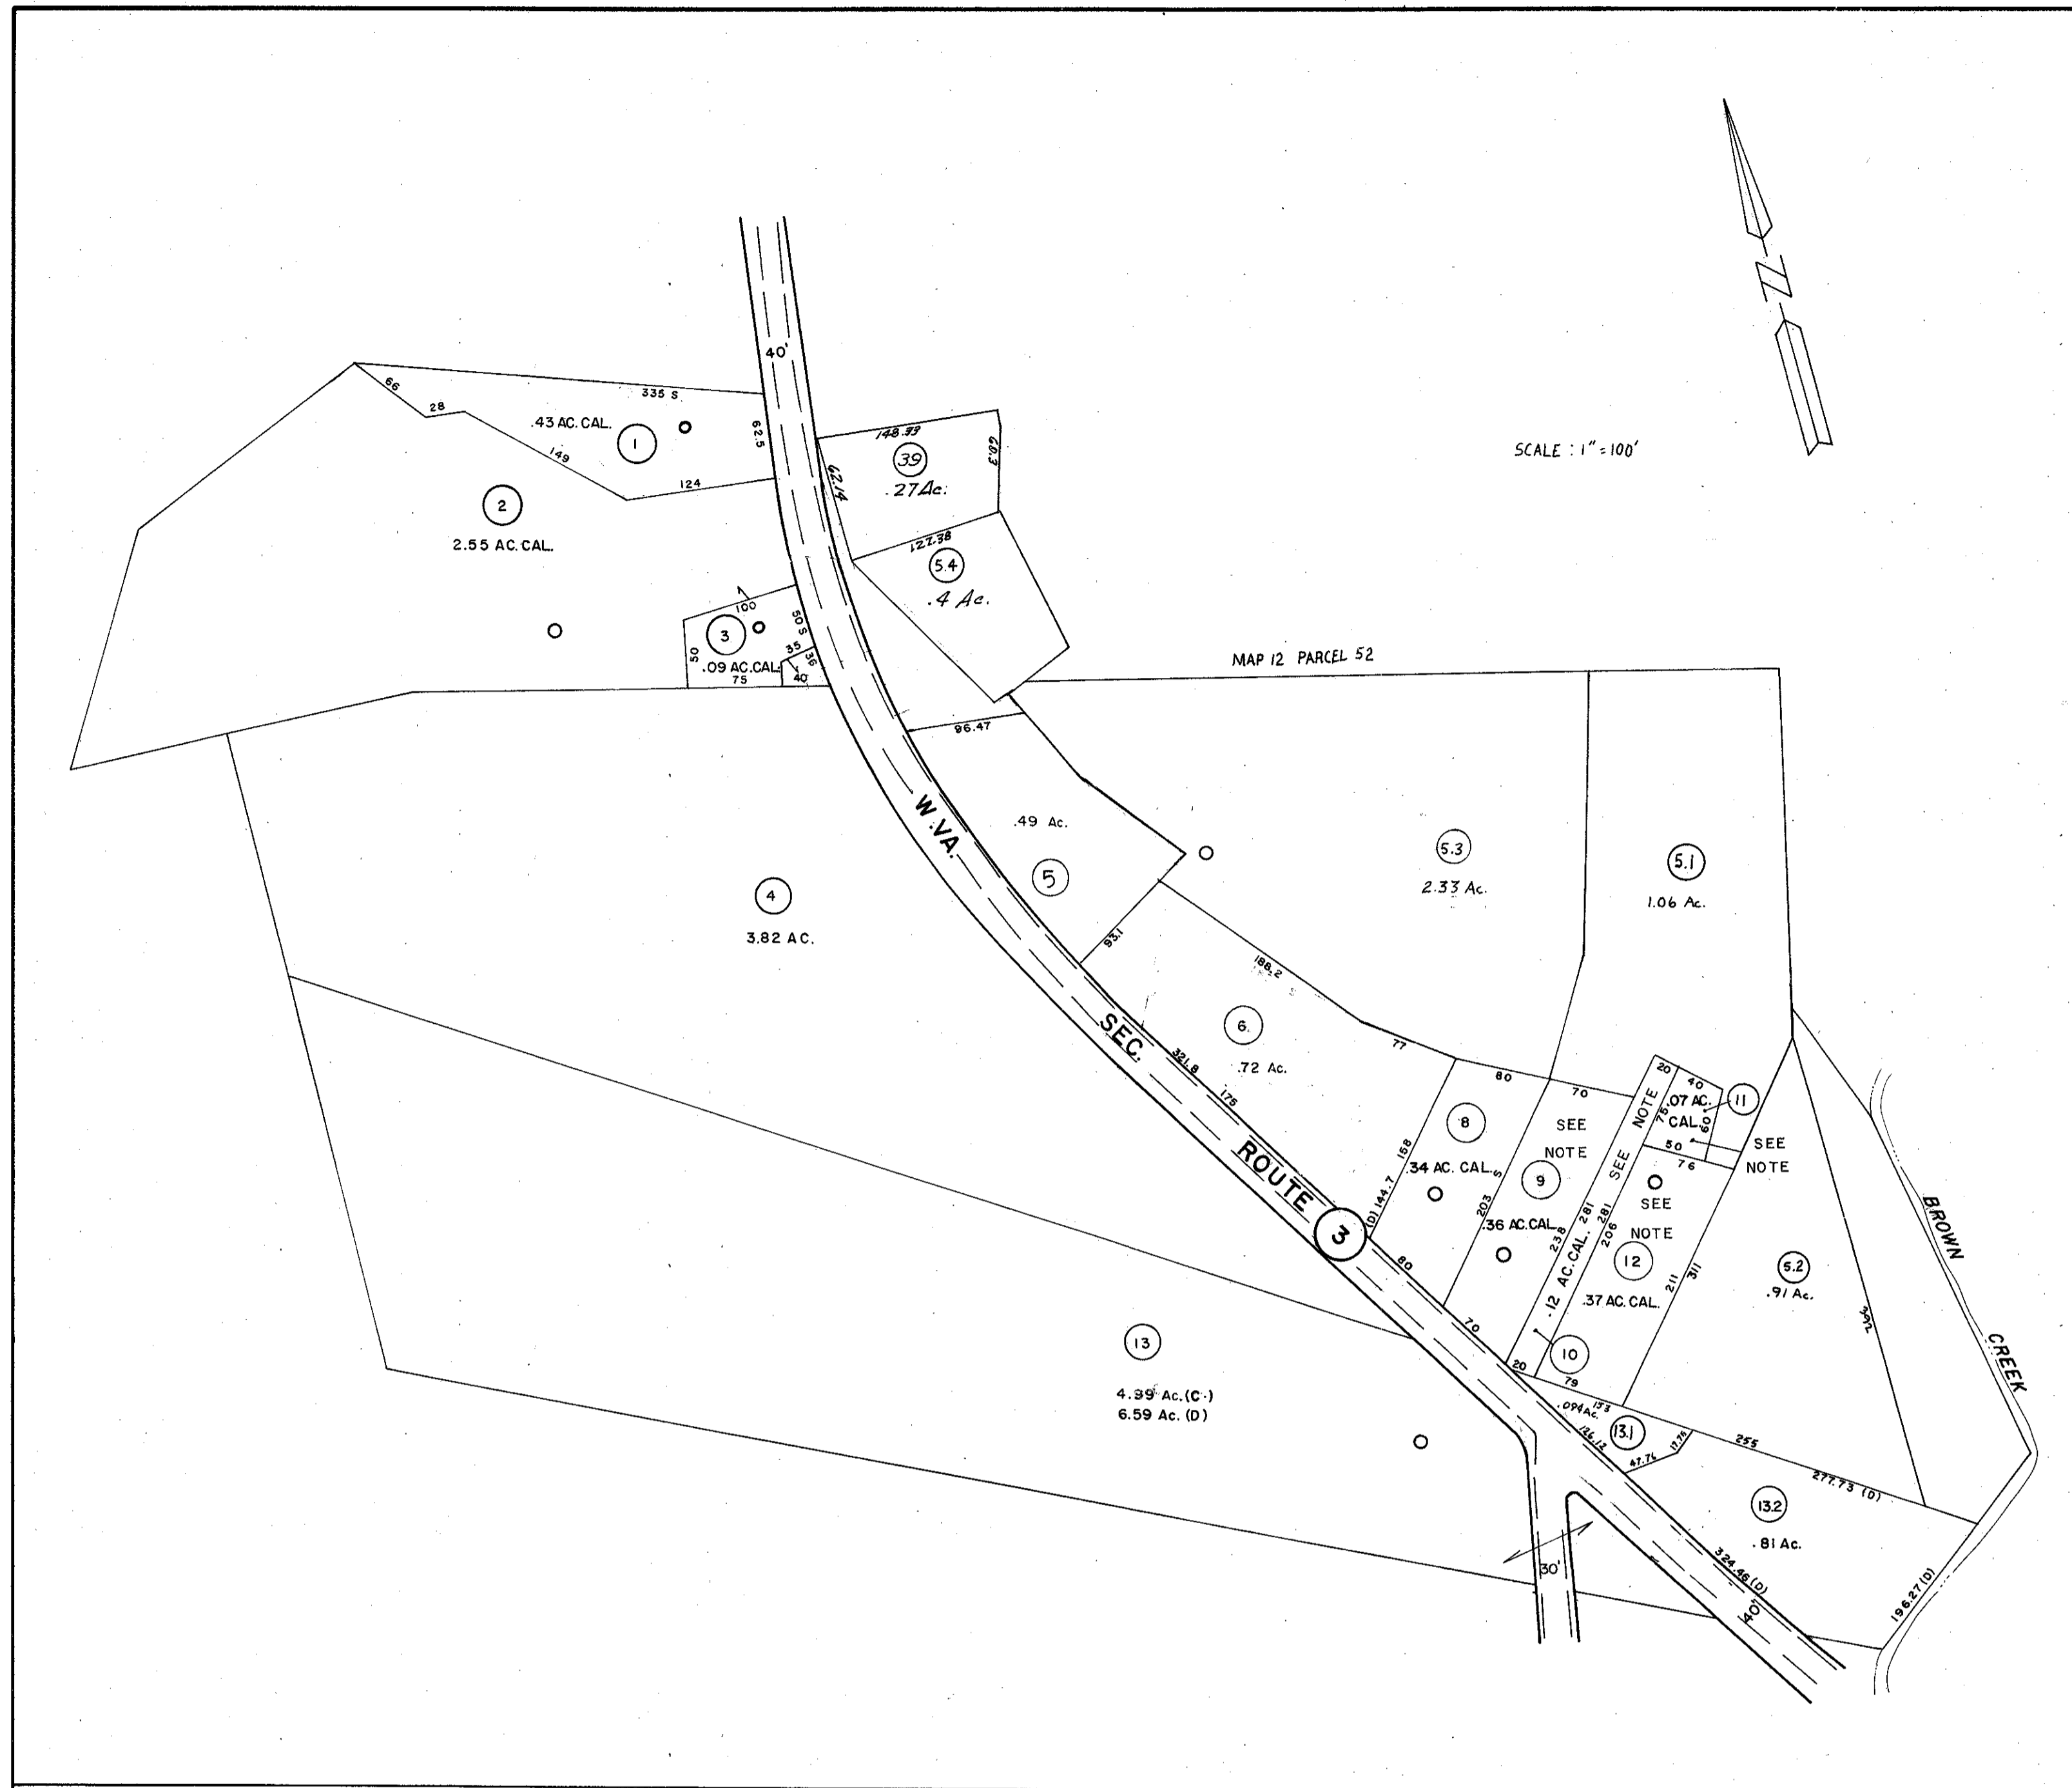 40'
66
28
335 S
.43 AC. CAL.
1
62.5
149
124
148.99
39
.27 Ac.
60.3
62.14
N
SCALE : 1" = 100'
2
2.55 AC. CAL.
122.38
5.4
.4 Ac.
100
3
50 S
50
35
36
.09 AC. CAL.
75
40
MAP 12 PARCEL 52
96.47
W.VA.
.49 Ac.
5
5.3
2.33 Ac.
5.1
1.06 Ac.
4
3.82 AC.
93.1
188.2
SEC.
6
.72 Ac.
77
321.8
175
80
70
20
40
.07 AC.
CAL.
11
75
60
50
76
SEE
NOTE
8
.34 AC. CAL.
158
(D) 144.7
SEE
NOTE
9
203 S
.36 AC. CAL.
SEE NOTE
.12 AC. CAL. 281
238
281
206
SEE
NOTE
12
.37 AC. CAL.
211
311
5.2
.91 Ac.
392
BROWN
CREEK
ROUTE
3
80
70
10
20
79
153
.094 Ac.
13.1
126.12
47.76
17.76
255
277.73 (D)
13
4.39 Ac. (C.)
6.59 Ac. (D)
13.2
.81 Ac.
324.46 (D)
196.27 (D)
30'
40'